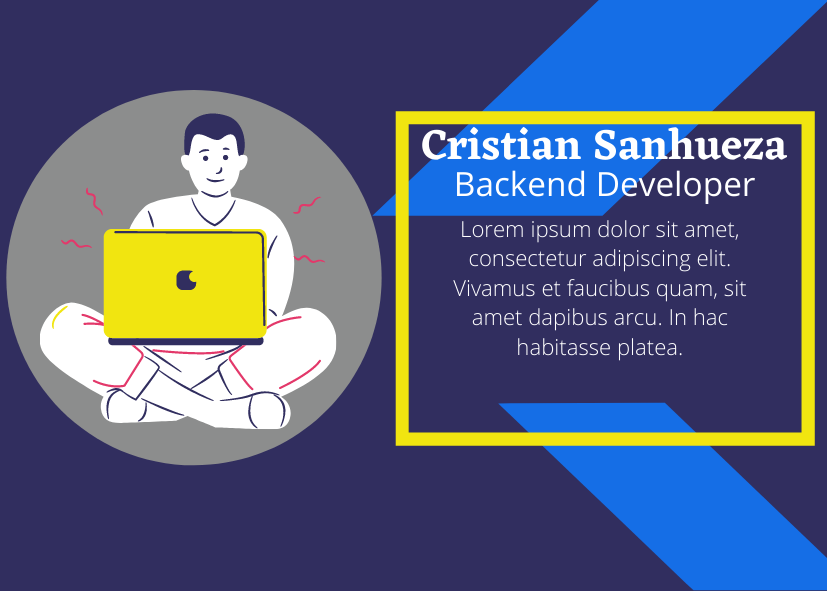 Cristian Sanhueza
Backend Developer
Lorem ipsum dolor sit amet,
consectetur adipiscing elit.
Vivamus et faucibus quam, sit
amet dapibus arcu. In hac
habitasse platea.